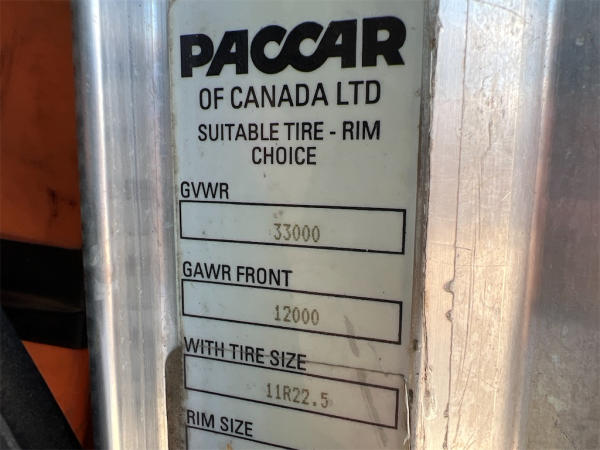 PACCAR
OF CANADA LTD
SUITABLE TIRE - RIM
CHOICE
GVWR
33000
GAWR FRONT
12000
WITH TIRE SIZE
11R22.5
RIM SIZE